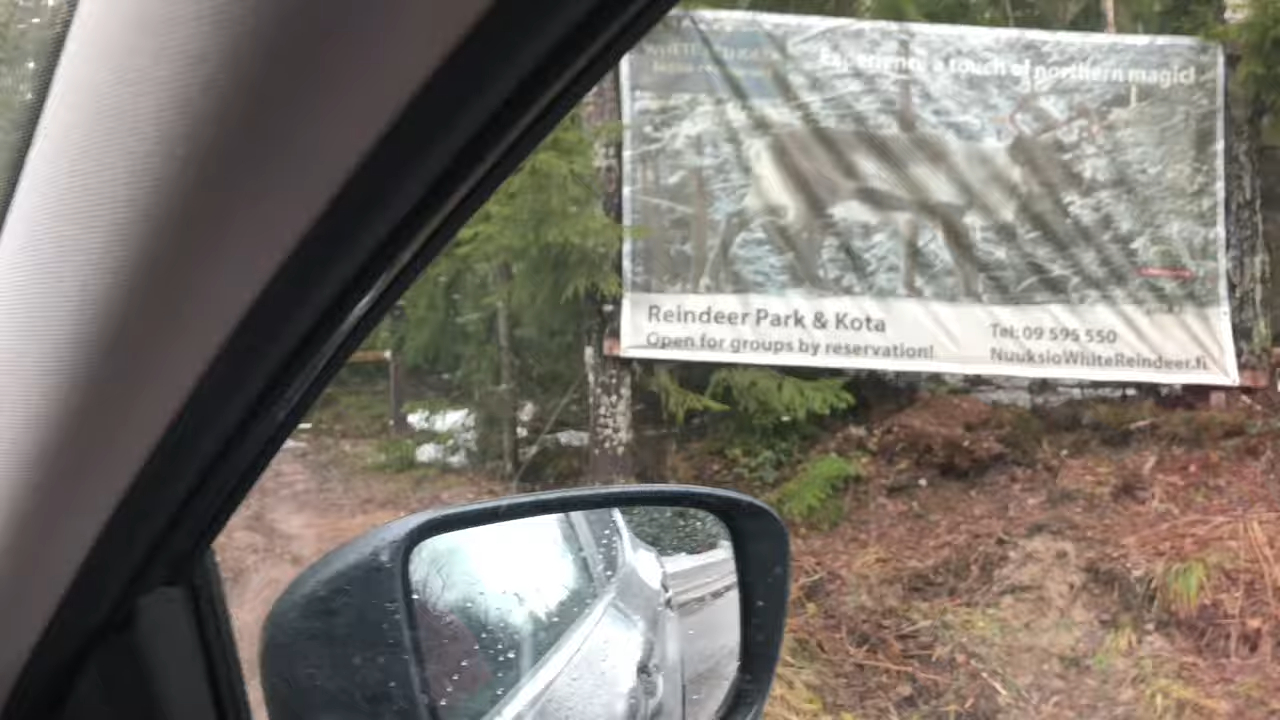 WHITE
Experience a touch of northern magic!
Reindeer Park & Kota
Open for groups by reservation!
Tel: 09 595 550
NuuksioWhiteReindeer.fi